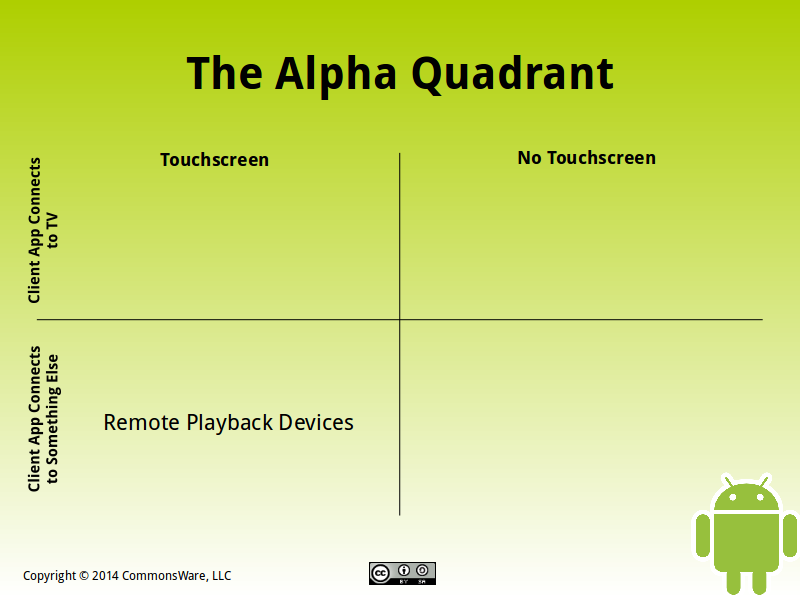 The Alpha Quadrant
Touchscreen
No Touchscreen
Client App Connects
to TV
Client App Connects
to Something Else
Remote Playback Devices
Copyright © 2014 CommonsWare, LLC
cc
BY SA